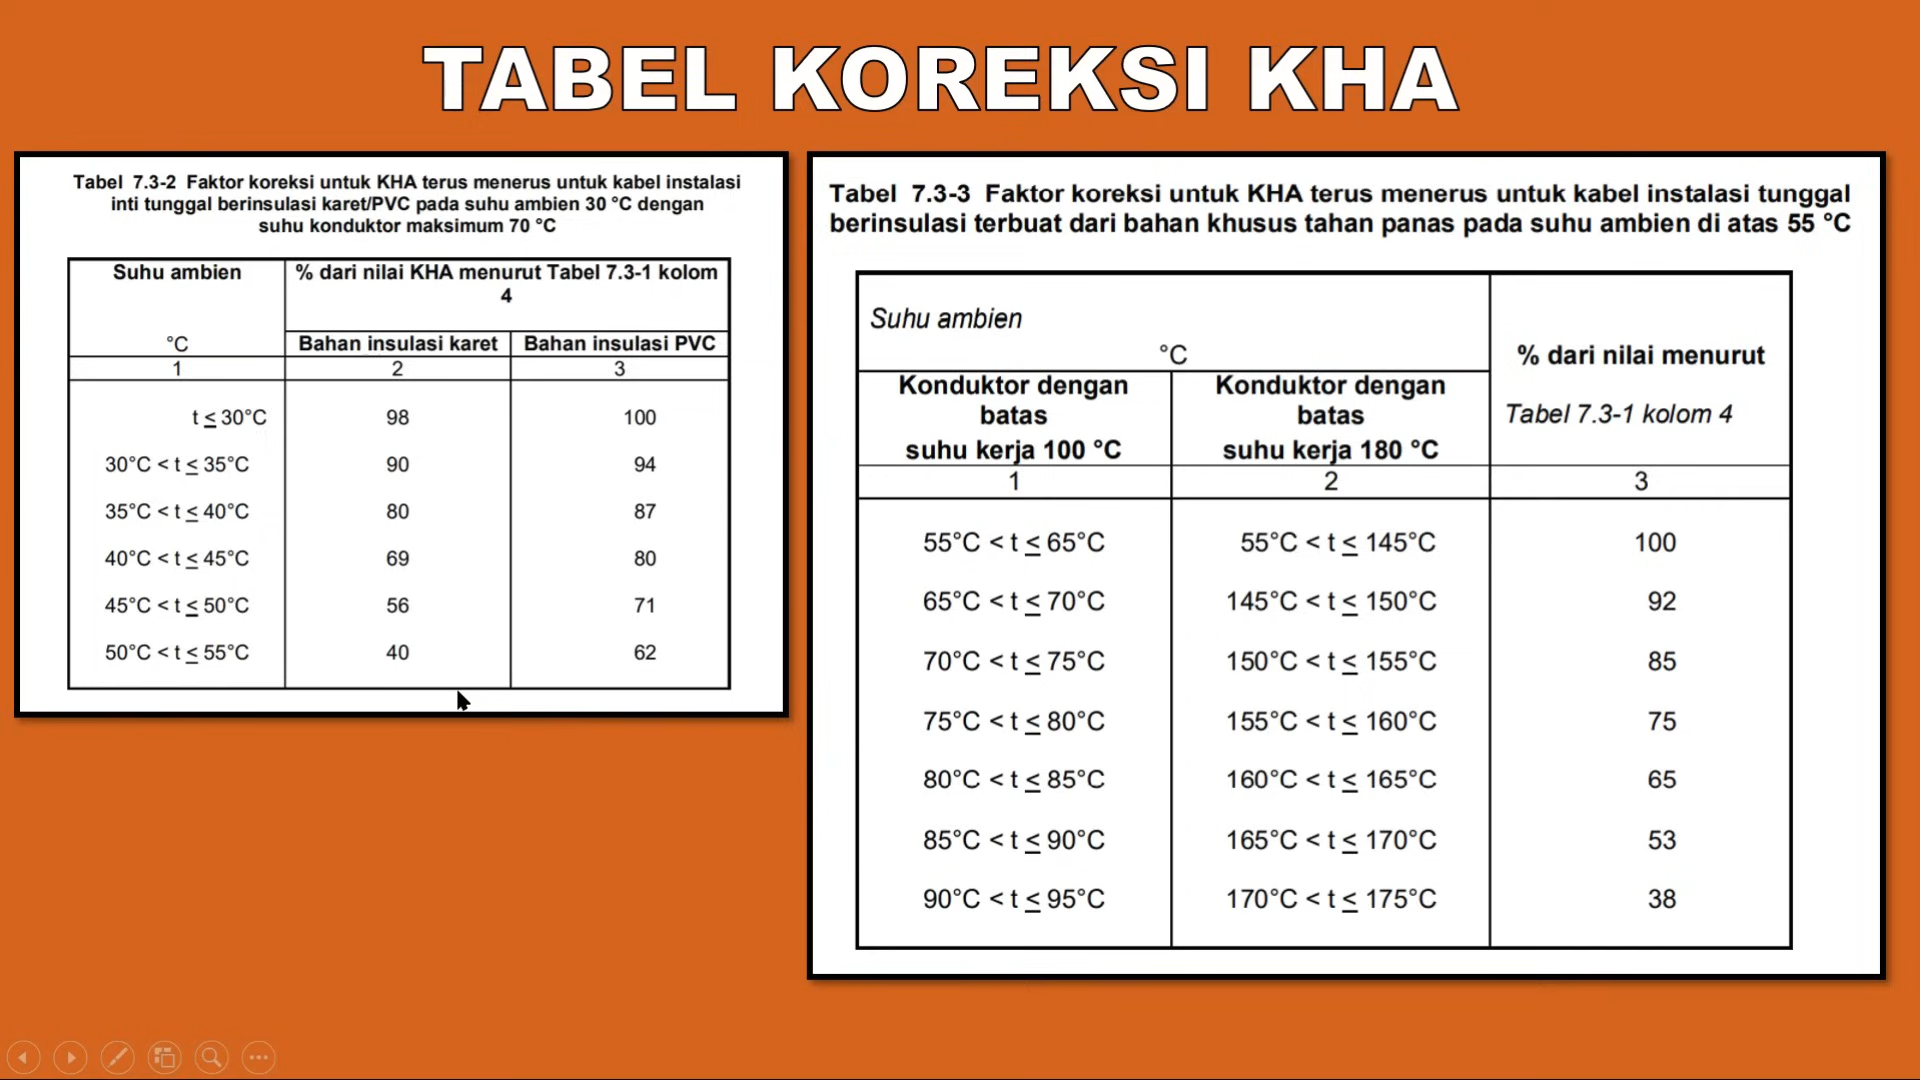 TABEL KOREKSI KHA
Tabel 7.3-2 Faktor koreksi untuk KHA terus menerus untuk kabel instalasi
inti tunggal berinsulasi karet/PVC pada suhu ambien 30 °C dengan
suhu konduktor maksimum 70 °C
Suhu ambien % dari nilai KHA menurut Tabel 7.3-1 kolom
4
°C Bahan insulasi karet Bahan insulasi PVC
1 2 3
t ≤ 30°C 98 100
30°C < t ≤ 35°C 90 94
35°C < t ≤ 40°C 80 87
40°C < t ≤ 45°C 69 80
45°C < t ≤ 50°C 56 71
50°C < t ≤ 55°C 40 62
Tabel 7.3-3 Faktor koreksi untuk KHA terus menerus untuk kabel instalasi tunggal
berinsulasi terbuat dari bahan khusus tahan panas pada suhu ambien di atas 55 °C
Suhu ambien
°C % dari nilai menurut
Konduktor dengan Konduktor dengan
batas batas Tabel 7.3-1 kolom 4
suhu kerja 100 °C suhu kerja 180 °C
1 2 3
55°C < t ≤ 65°C 55°C < t ≤ 145°C 100
65°C < t ≤ 70°C 145°C < t ≤ 150°C 92
70°C < t ≤ 75°C 150°C < t ≤ 155°C 85
75°C < t ≤ 80°C 155°C < t ≤ 160°C 75
80°C < t ≤ 85°C 160°C < t ≤ 165°C 65
85°C < t ≤ 90°C 165°C < t ≤ 170°C 53
90°C < t ≤ 95°C 170°C < t ≤ 175°C 38